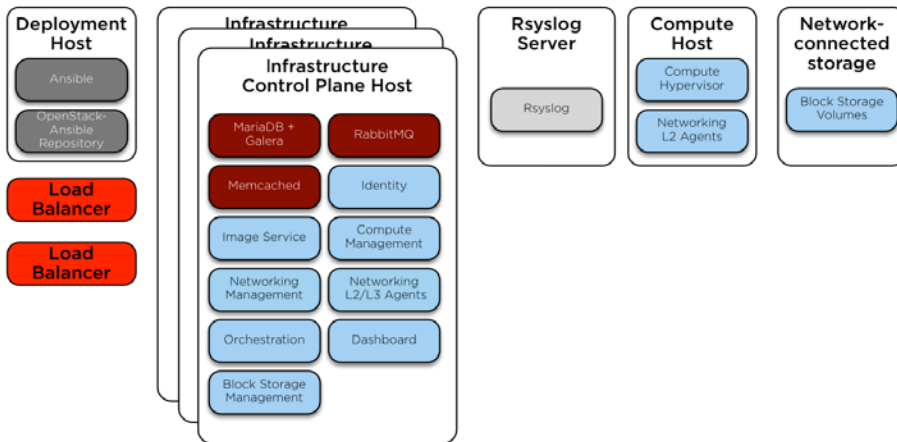 Deployment
Host
Ansible
OpenStack-
Ansible
Repository
Load
Balancer
Load
Balancer
Infrastructure
Infrastructure
Infrastructure
Control Plane Host
MariaDB +
Galera
RabbitMQ
Memcached
Identity
Image Service
Compute
Management
Networking
Management
Networking
L2/L3 Agents
Orchestration
Dashboard
Block Storage
Management
Rsyslog
Server
Rsyslog
Compute
Host
Compute
Hypervisor
Networking
L2 Agents
Network-
connected
storage
Block Storage
Volumes